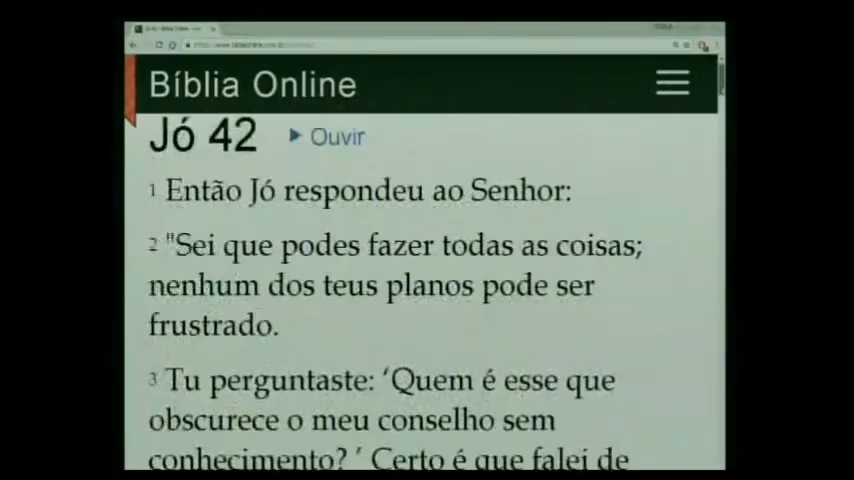 Bíblia Online
Jó 42 Ouvir
1 Então Jó respondeu ao Senhor:
2 "Sei que podes fazer todas as coisas;
nenhum dos teus planos pode ser
frustrado.
3 Tu perguntaste: ‘Quem é esse que
obscurece o meu conselho sem
conhecimento? ’ Certo é que falei de